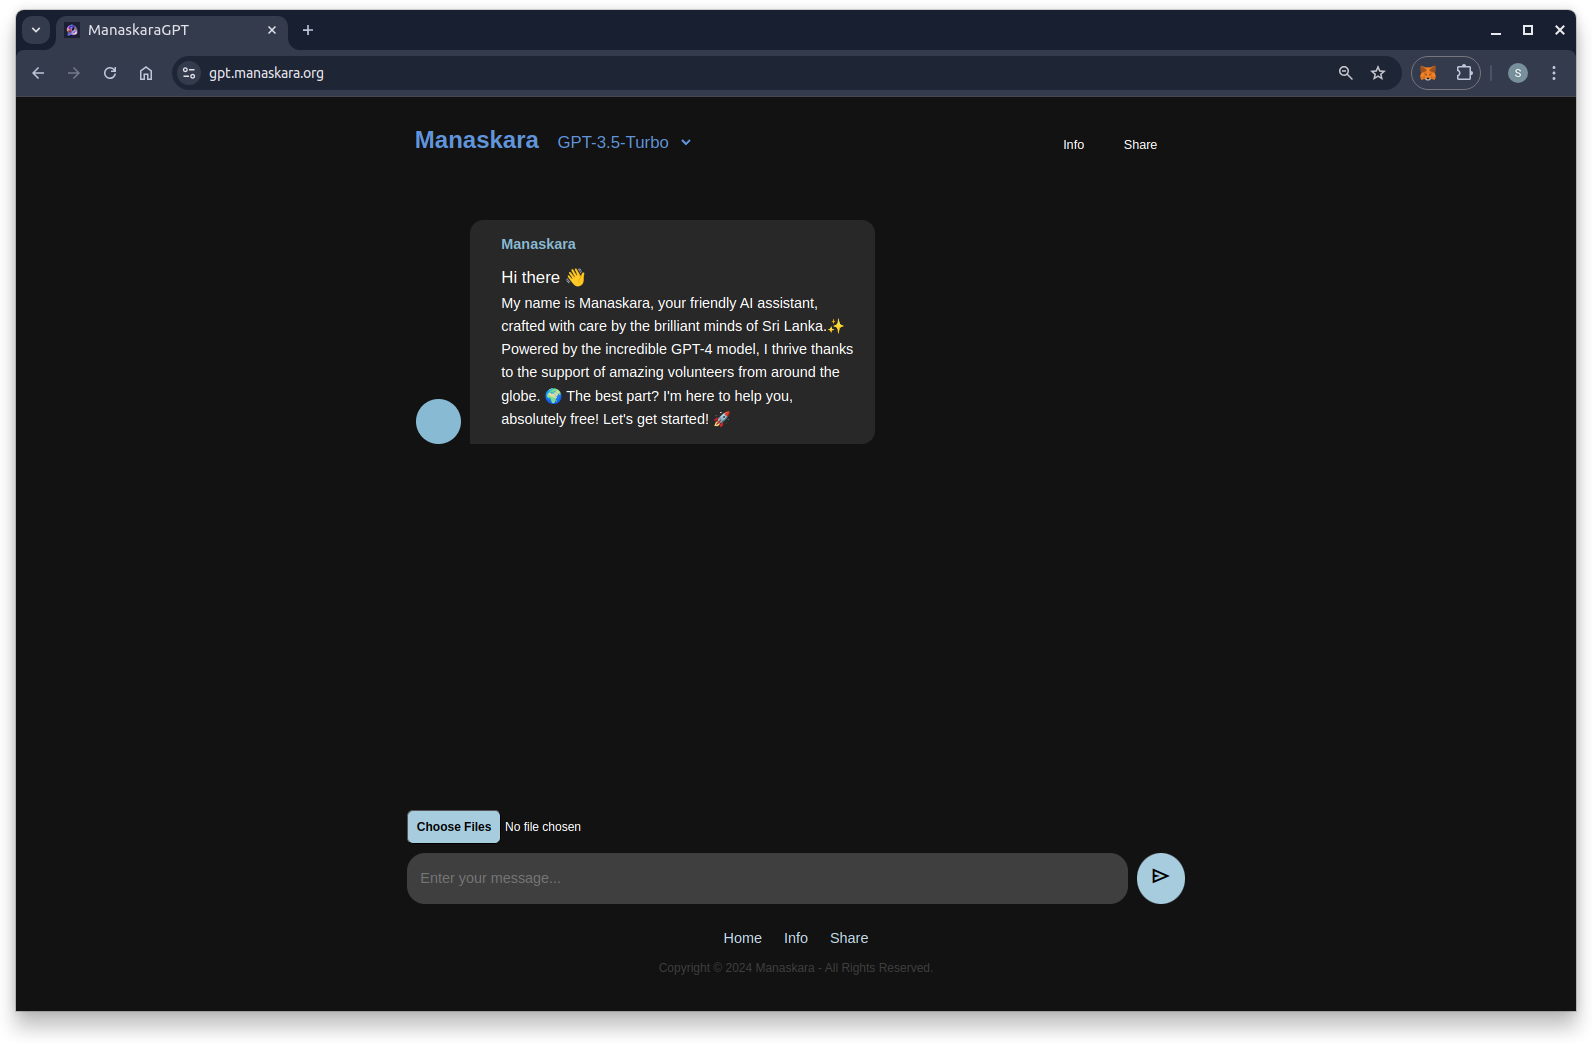 ManaskaraGPT
gpt.manaskara.org
S
Manaskara GPT-3.5-Turbo
Info Share
Manaskara
Hi there 👋
My name is Manaskara, your friendly AI assistant,
crafted with care by the brilliant minds of Sri Lanka.✨
Powered by the incredible GPT-4 model, I thrive thanks
to the support of amazing volunteers from around the
globe. 🌍 The best part? I'm here to help you,
absolutely free! Let's get started! 🚀
Choose Files No file chosen
Enter your message...
Home Info Share
Copyright © 2024 Manaskara - All Rights Reserved.